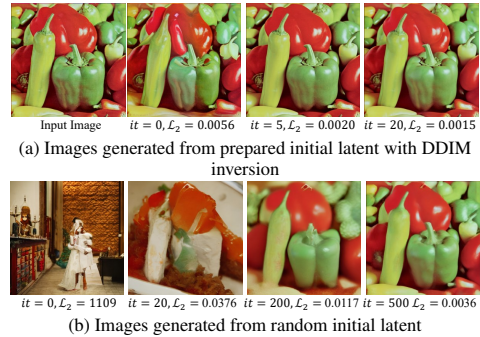 Input Image
it = 0, ℒ₂ = 0.0056
it = 5, ℒ₂ = 0.0020
it = 20, ℒ₂ = 0.0015
(a) Images generated from prepared initial latent with DDIM
inversion
it = 0, ℒ₂ = 1109
it = 20, ℒ₂ = 0.0376
it = 200, ℒ₂ = 0.0117
it = 500 ℒ₂ = 0.0036
(b) Images generated from random initial latent